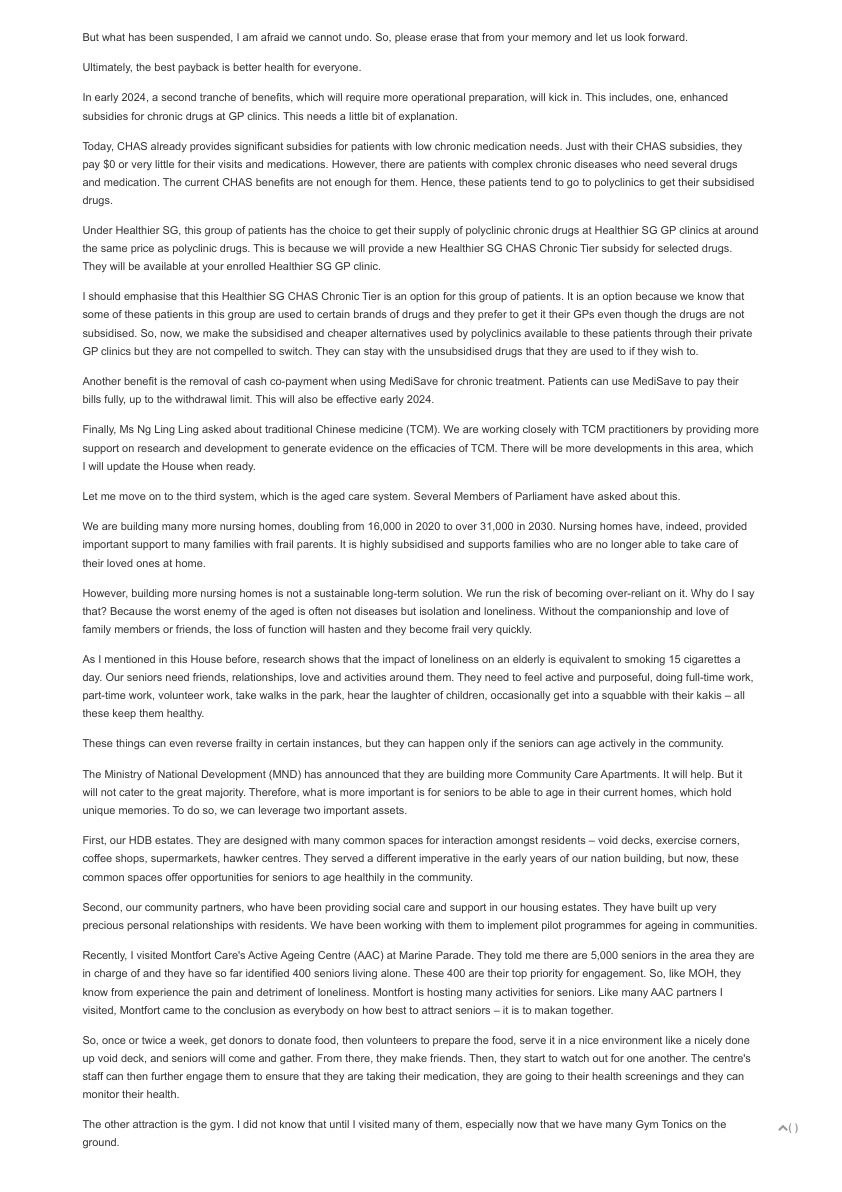 But what has been suspended, I am afraid we cannot undo. So, please erase that from your memory and let us look forward.
Ultimately, the best payback is better health for everyone.
In early 2024, a second tranche of benefits, which will require more operational preparation, will kick in. This includes, one, enhanced
subsidies for chronic drugs at GP clinics. This needs a little bit of explanation.
Today, CHAS already provides significant subsidies for patients with low chronic medication needs. Just with their CHAS subsidies, they
pay $0 or very little for their visits and medications. However, there are patients with complex chronic diseases who need several drugs
and medication. The current CHAS benefits are not enough for them. Hence, these patients tend to go to polyclinics to get their subsidised
drugs.
Under Healthier SG, this group of patients has the choice to get their supply of polyclinic chronic drugs at Healthier SG GP clinics at around
the same price as polyclinic drugs. This is because we will provide a new Healthier SG CHAS Chronic Tier subsidy for selected drugs.
They will be available at your enrolled Healthier SG GP clinic.
I should emphasise that this Healthier SG CHAS Chronic Tier is an option for this group of patients. It is an option because we know that
some of these patients in this group are used to certain brands of drugs and they prefer to get it their GPs even though the drugs are not
subsidised. So, now, we make the subsidised and cheaper alternatives used by polyclinics available to these patients through their private
GP clinics but they are not compelled to switch. They can stay with the unsubsidised drugs that they are used to if they wish to.
Another benefit is the removal of cash co-payment when using MediSave for chronic treatment. Patients can use MediSave to pay their
bills fully, up to the withdrawal limit. This will also be effective early 2024.
Finally, Ms Ng Ling Ling asked about traditional Chinese medicine (TCM). We are working closely with TCM practitioners by providing more
support on research and development to generate evidence on the efficacies of TCM. There will be more developments in this area, which
I will update the House when ready.
Let me move on to the third system, which is the aged care system. Several Members of Parliament have asked about this.
We are building many more nursing homes, doubling from 16,000 in 2020 to over 31,000 in 2030. Nursing homes have, indeed, provided
important support to many families with frail parents. It is highly subsidised and supports families who are no longer able to take care of
their loved ones at home.
However, building more nursing homes is not a sustainable long-term solution. We run the risk of becoming over-reliant on it. Why do I say
that? Because the worst enemy of the aged is often not diseases but isolation and loneliness. Without the companionship and love of
family members or friends, the loss of function will hasten and they become frail very quickly.
As I mentioned in this House before, research shows that the impact of loneliness on an elderly is equivalent to smoking 15 cigarettes a
day. Our seniors need friends, relationships, love and activities around them. They need to feel active and purposeful, doing full-time work,
part-time work, volunteer work, take walks in the park, hear the laughter of children, occasionally get into a squabble with their kakis – all
these keep them healthy.
These things can even reverse frailty in certain instances, but they can happen only if the seniors can age actively in the community.
The Ministry of National Development (MND) has announced that they are building more Community Care Apartments. It will help. But it
will not cater to the great majority. Therefore, what is more important is for seniors to be able to age in their current homes, which hold
unique memories. To do so, we can leverage two important assets.
First, our HDB estates. They are designed with many common spaces for interaction amongst residents – void decks, exercise corners,
coffee shops, supermarkets, hawker centres. They served a different imperative in the early years of our nation building, but now, these
common spaces offer opportunities for seniors to age healthily in the community.
Second, our community partners, who have been providing social care and support in our housing estates. They have built up very
precious personal relationships with residents. We have been working with them to implement pilot programmes for ageing in communities.
Recently, I visited Montfort Care's Active Ageing Centre (AAC) at Marine Parade. They told me there are 5,000 seniors in the area they are
in charge of and they have so far identified 400 seniors living alone. These 400 are their top priority for engagement. So, like MOH, they
know from experience the pain and detriment of loneliness. Montfort is hosting many activities for seniors. Like many AAC partners I
visited, Montfort came to the conclusion as everybody on how best to attract seniors – it is to makan together.
So, once or twice a week, get donors to donate food, then volunteers to prepare the food, serve it in a nice environment like a nicely done
up void deck, and seniors will come and gather. From there, they make friends. Then, they start to watch out for one another. The centre's
staff can then further engage them to ensure that they are taking their medication, they are going to their health screenings and they can
monitor their health.
The other attraction is the gym. I did not know that until I visited many of them, especially now that we have many Gym Tonics on the
ground.
( )